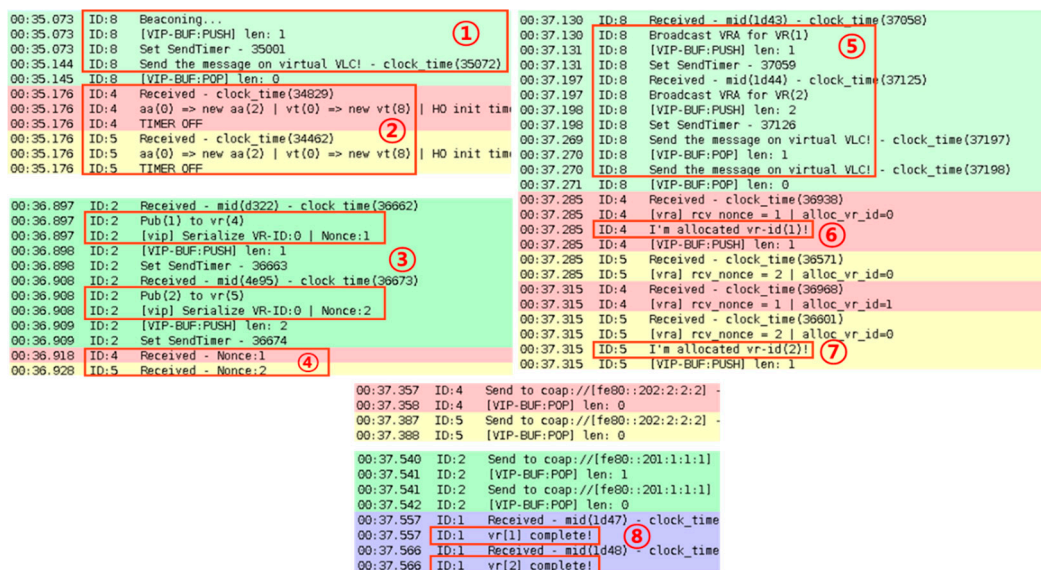 00:35.073 ID:8 Beaconing...
00:35.073 ID:8 [VIP-BUF:PUSH] len: 1
00:35.073 ID:8 Set SendTimer - 35001
00:35.144 ID:8 Send the message on virtual VLC! - clock_time(35072)
00:35.145 ID:8 [VIP-BUF:POP] len: 0
00:35.176 ID:4 Received - clock_time(34829)
00:35.176 ID:4 aa(0) => new aa(2) | vt(0) => new vt(8) | HO init time
00:35.176 ID:4 TIMER OFF
00:35.176 ID:5 Received - clock_time(34462)
00:35.176 ID:5 aa(0) => new aa(2) | vt(0) => new vt(8) | HO init time
00:35.176 ID:5 TIMER OFF
①
②
00:36.897 ID:2 Received - mid(d322) - clock_time(36662)
00:36.897 ID:2 Pub(1) to vr(4)
00:36.897 ID:2 [vip] Serialize VR-ID:0 | Nonce:1
00:36.898 ID:2 [VIP-BUF:PUSH] len: 1
00:36.898 ID:2 Set SendTimer - 36663
00:36.908 ID:2 Received - mid(4e95) - clock_time(36673)
00:36.908 ID:2 Pub(2) to vr(5)
00:36.908 ID:2 [vip] Serialize VR-ID:0 | Nonce:2
00:36.909 ID:2 [VIP-BUF:PUSH] len: 2
00:36.909 ID:2 Set SendTimer - 36674
00:36.918 ID:4 Received - Nonce:1
00:36.928 ID:5 Received - Nonce:2
③
④
00:37.130 ID:8 Received - mid(1d43) - clock_time(37058)
00:37.130 ID:8 Broadcast VRA for VR(1)
00:37.131 ID:8 [VIP-BUF:PUSH] len: 1
00:37.131 ID:8 Set SendTimer - 37059
00:37.197 ID:8 Received - mid(1d44) - clock_time(37125)
00:37.197 ID:8 Broadcast VRA for VR(2)
00:37.198 ID:8 [VIP-BUF:PUSH] len: 2
00:37.198 ID:8 Set SendTimer - 37126
00:37.269 ID:8 Send the message on virtual VLC! - clock_time(37197)
00:37.270 ID:8 [VIP-BUF:POP] len: 1
00:37.270 ID:8 Send the message on virtual VLC! - clock_time(37198)
00:37.271 ID:8 [VIP-BUF:POP] len: 0
00:37.285 ID:4 Received - clock_time(36938)
00:37.285 ID:4 [vra] rcv_nonce = 1 | alloc_vr_id=0
00:37.285 ID:4 I'm allocated vr-id(1)!
00:37.285 ID:4 [VIP-BUF:PUSH] len: 1
00:37.285 ID:5 Received - clock_time(36571)
00:37.285 ID:5 [vra] rcv_nonce = 2 | alloc_vr_id=0
00:37.315 ID:4 Received - clock_time(36968)
00:37.315 ID:4 [vra] rcv_nonce = 1 | alloc_vr_id=1
00:37.315 ID:5 Received - clock_time(36601)
00:37.315 ID:5 [vra] rcv_nonce = 2 | alloc_vr_id=0
00:37.315 ID:5 I'm allocated vr-id(2)!
00:37.315 ID:5 [VIP-BUF:PUSH] len: 1
⑤
⑥
⑦
00:37.357 ID:4 Send to coap://[fe80::202:2:2:2] -
00:37.358 ID:4 [VIP-BUF:POP] len: 0
00:37.387 ID:5 Send to coap://[fe80::202:2:2:2] -
00:37.388 ID:5 [VIP-BUF:POP] len: 0
00:37.540 ID:2 Send to coap://[fe80::201:1:1:1]
00:37.541 ID:2 [VIP-BUF:POP] len: 1
00:37.541 ID:2 Send to coap://[fe80::201:1:1:1]
00:37.542 ID:2 [VIP-BUF:POP] len: 0
00:37.557 ID:1 Received - mid(1d47) - clock_time
00:37.557 ID:1 vr[1] complete!
00:37.566 ID:1 Received - mid(1d48) - clock_time
00:37.566 ID:1 vr[2] complete!
⑧